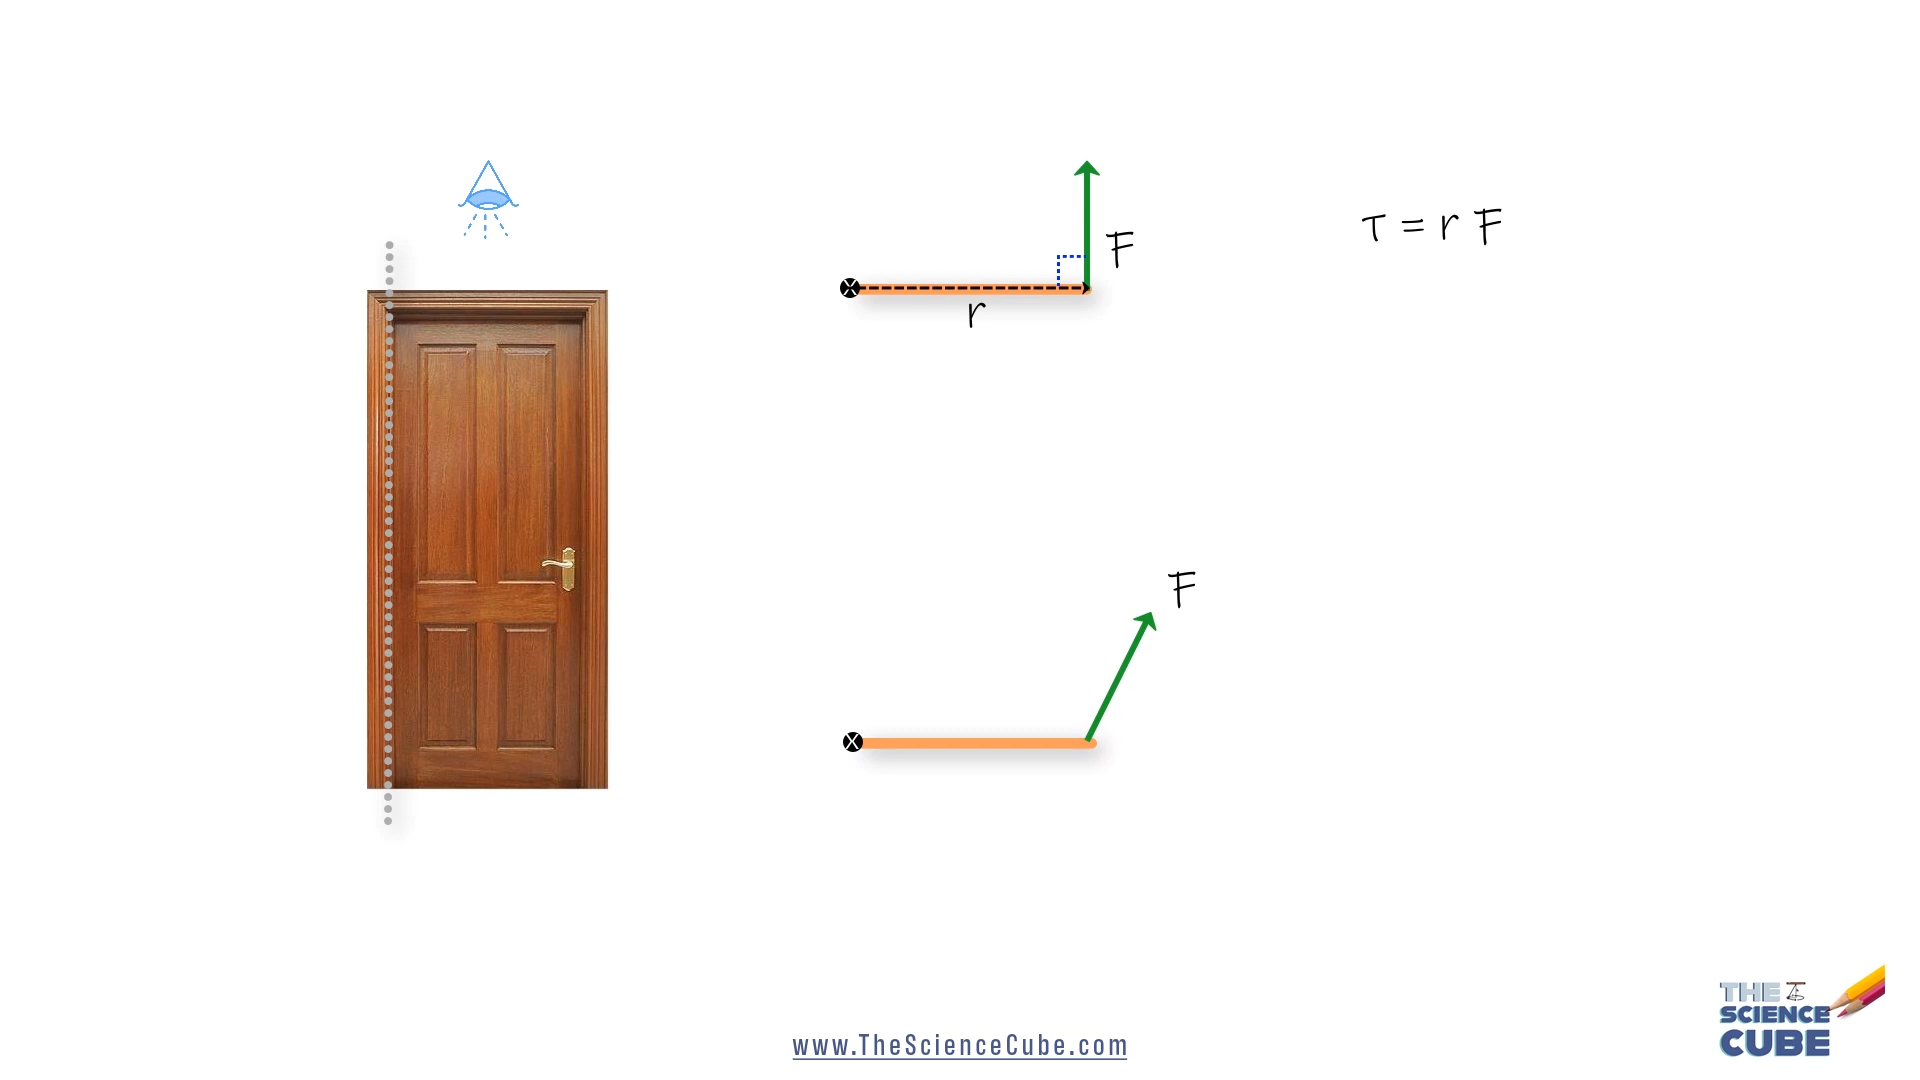 F
τ = r F
r
F
THE
SCIENCE
CUBE
www.TheScienceCube.com